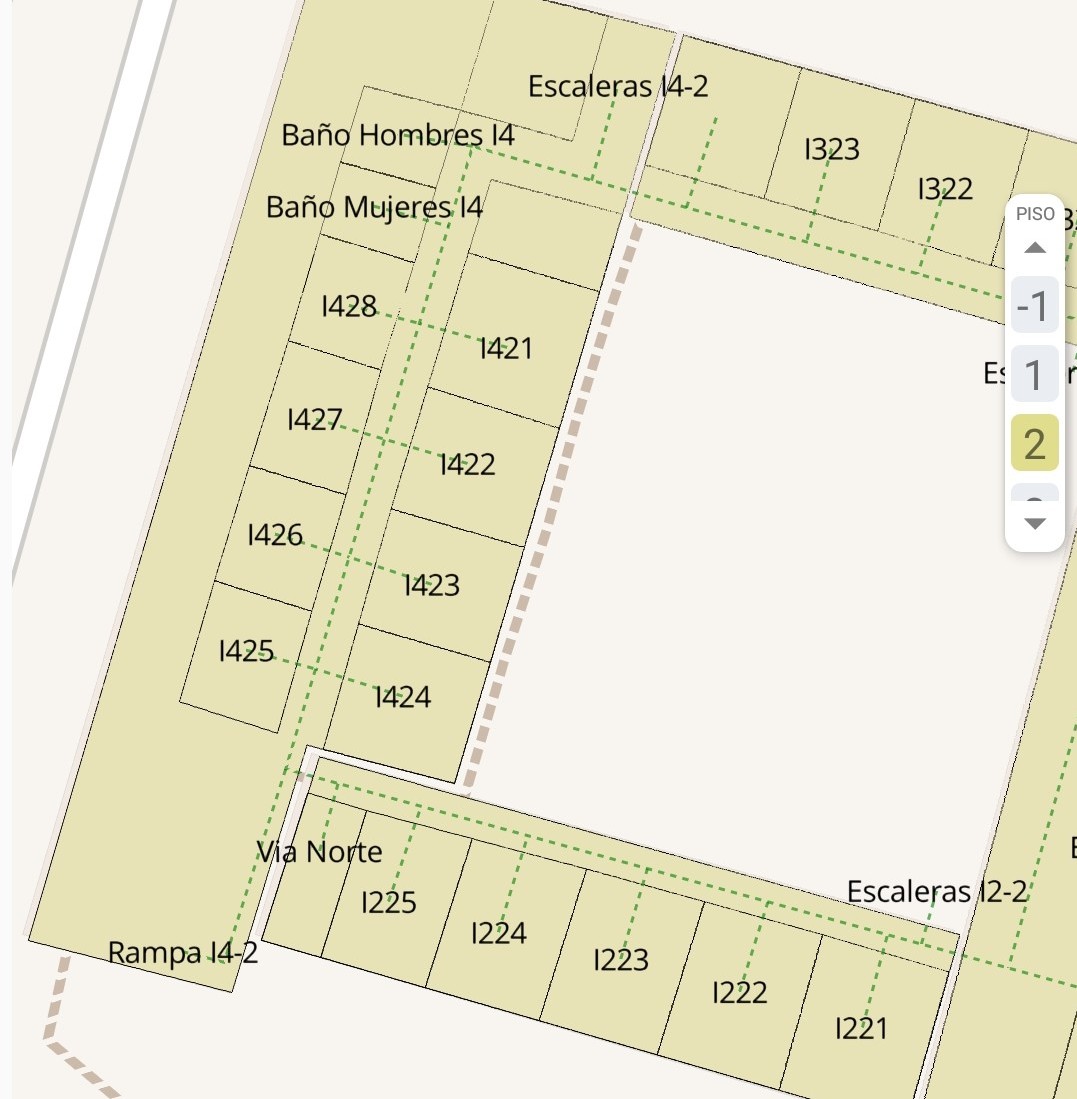 Escaleras I4-2
Baño Hombres I4
I323
I322
Baño Mujeres I4
PISO
-1
1
2
I428
I421
I427
I422
I426
I423
I425
I424
Via Norte
I225
I224
I223
I222
I221
Escaleras I2-2
Rampa I4-2